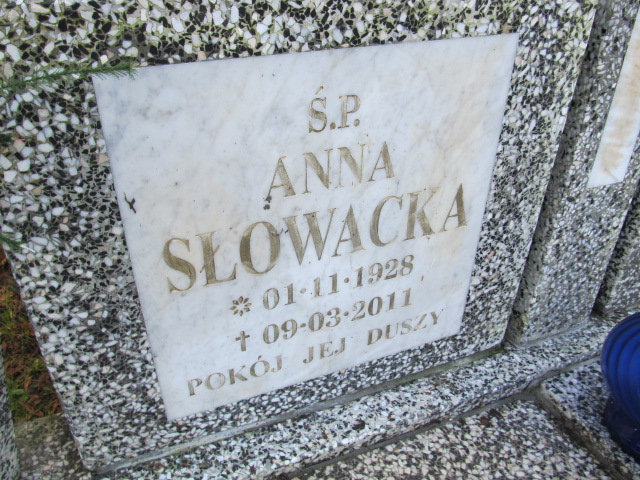 Ś.P.
ANNA
SŁOWACKA
01·11·1928
✝ 09·03·2011
POKÓJ JEJ DUSZY